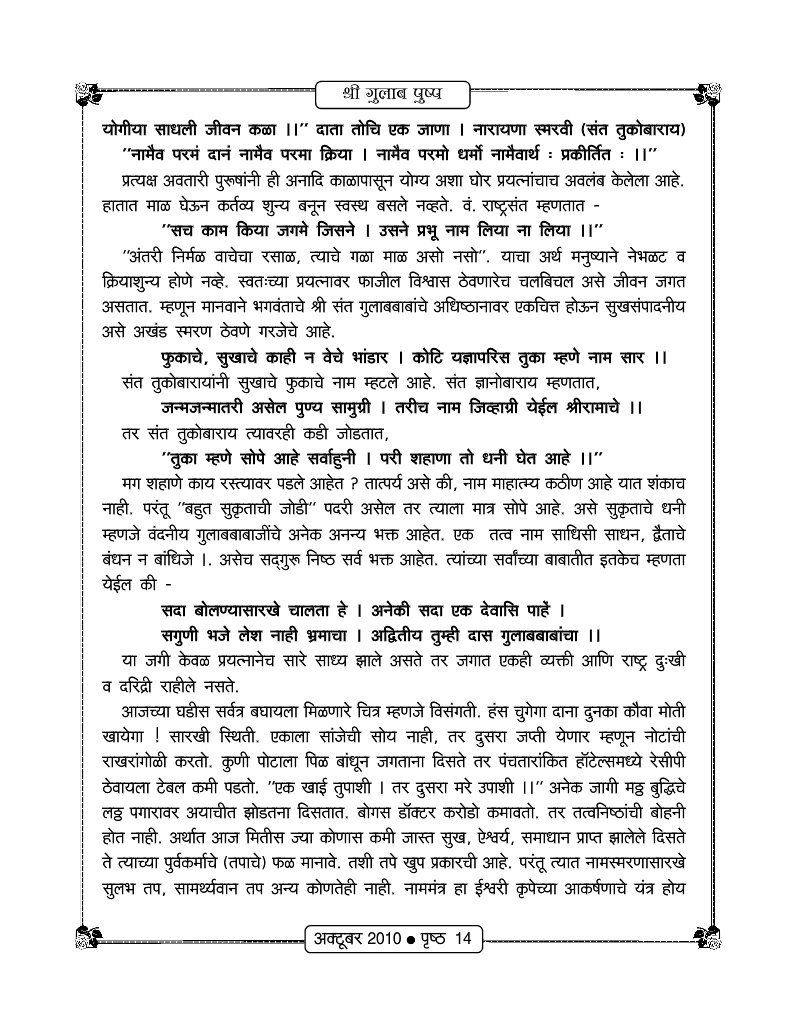 श्री गुलाब पुष्प
योगीया साधली जीवन कळा ।।’’ दाता तोचि एक जाणा । नारायणा स्मरवी (संत तुकोबाराय)
’’नामैव परमं दानं नामैव परमा क्रिया । नामैव परमो धर्मो नामैवार्थ : प्रकीर्तित : ।।’’
प्रत्यक्ष अवतारी पुरूषांनी ही अनादि काळापासून योग्य अशा घोर प्रयत्नांचाच अवलंब केलेला आहे.
हातात माळ घेऊन कर्तव्य शुन्य बनून स्वस्थ बसले नव्हते. वं. राष्ट्रसंत म्हणतात -
’’सच काम किया जगमे जिसने । उसने प्रभू नाम लिया ना लिया ।।’’
’’अंतरी निर्मळ वाचेचा रसाळ, त्याचे गळा माळ असो नसो’’. याचा अर्थ मनुष्याने नेभळट व
क्रियाशुन्य होणे नव्हे. स्वतःच्या प्रयत्नावर फाजील विश्वास ठेवणारेच चलबिचल असे जीवन जगत
असतात. म्हणून मानवाने भगवंताचे श्री संत गुलाबबाबांचे अधिष्ठानावर एकचित्त होऊन सुखसंपादनीय
असे अखंड स्मरण ठेवणे गरजेचे आहे.
फुकाचे, सुखाचे काही न वेचे भांडार । कोटि यज्ञापरिस तुका म्हणे नाम सार ।।
संत तुकोबारायांनी सुखाचे फुकाचे नाम म्हटले आहे. संत ज्ञानोबाराय म्हणतात,
जन्मजन्मातरी असेल पुण्य सामुग्री । तरीच नाम जिव्हाग्री येईल श्रीरामाचे ।।
तर संत तुकोबाराय त्यावरही कडी जोडतात,
’’तुका म्हणे सोपे आहे सर्वाहुनी । परी शहाणा तो धनी घेत आहे ।।’’
मग शहाणे काय रस्त्यावर पडले आहेत ? तात्पर्य असे की, नाम माहात्म्य कठीण आहे यात शंकाच
नाही. परंतू ’’बहुत सुकृताची जोडी’’ पदरी असेल तर त्याला मात्र सोपे आहे. असे सुकृताचे धनी
म्हणजे वंदनीय गुलाबबाबाजींचे अनेक अनन्य भक्त आहेत. एक तत्व नाम साधिसी साधन, द्वैताचे
बंधन न बांधिजे ।. असेच सद्‌गुरू निष्ठ सर्व भक्त आहेत. त्यांच्या सर्वांच्या बाबातीत इतकेच म्हणता
येईल की -
सदा बोलण्यासारखे चालता हे । अनेकी सदा एक देवासि पाहें ।
सगुणी भजे लेश नाही भ्रमाचा । अद्वितीय तुम्ही दास गुलाबबाबांचा ।।
या जगी केवळ प्रयत्नानेच सारे साध्य झाले असते तर जगात एकही व्यक्ती आणि राष्ट्र दुःखी
व दरिद्री राहीले नसते.
आजच्या घडीस सर्वत्र बघायला मिळणारे चित्र म्हणजे विसंगती. हंस चुगेगा दाना दुनका कौवा मोती
खायेगा ! सारखी स्थिती. एकाला सांजेची सोय नाही, तर दुसरा जप्ती येणार म्हणून नोटांची
राखरांगोळी करतो. कुणी पोटाला पिळ बांधून जगताना दिसते तर पंचतारांकित हॉटेल्समध्ये रेसीपी
ठेवायला टेबल कमी पडतो. ’’एक खाई तुपाशी । तर दुसरा मरे उपाशी ।।’’ अनेक जागी मठ्ठ बुद्धिचे
लठ्ठ पगारावर अयाचीत झोडतना दिसतात. बोगस डॉक्टर करोडो कमावतो. तर तत्वनिष्ठांची बोहनी
होत नाही. अर्थात आज मितीस ज्या कोणास कमी जास्त सुख, ऐश्वर्य, समाधान प्राप्त झालेले दिसते
ते त्याच्या पुर्वकर्माचे (तपाचे) फळ मानावे. तशी तपे खुप प्रकारची आहे. परंतू त्यात नामस्मरणासारखे
सुलभ तप, सामर्थ्यवान तप अन्य कोणतेही नाही. नाममंत्र हा ईश्वरी कृपेच्या आकर्षणाचे यंत्र होय
अक्टूबर 2010 ● पृष्ठ 14